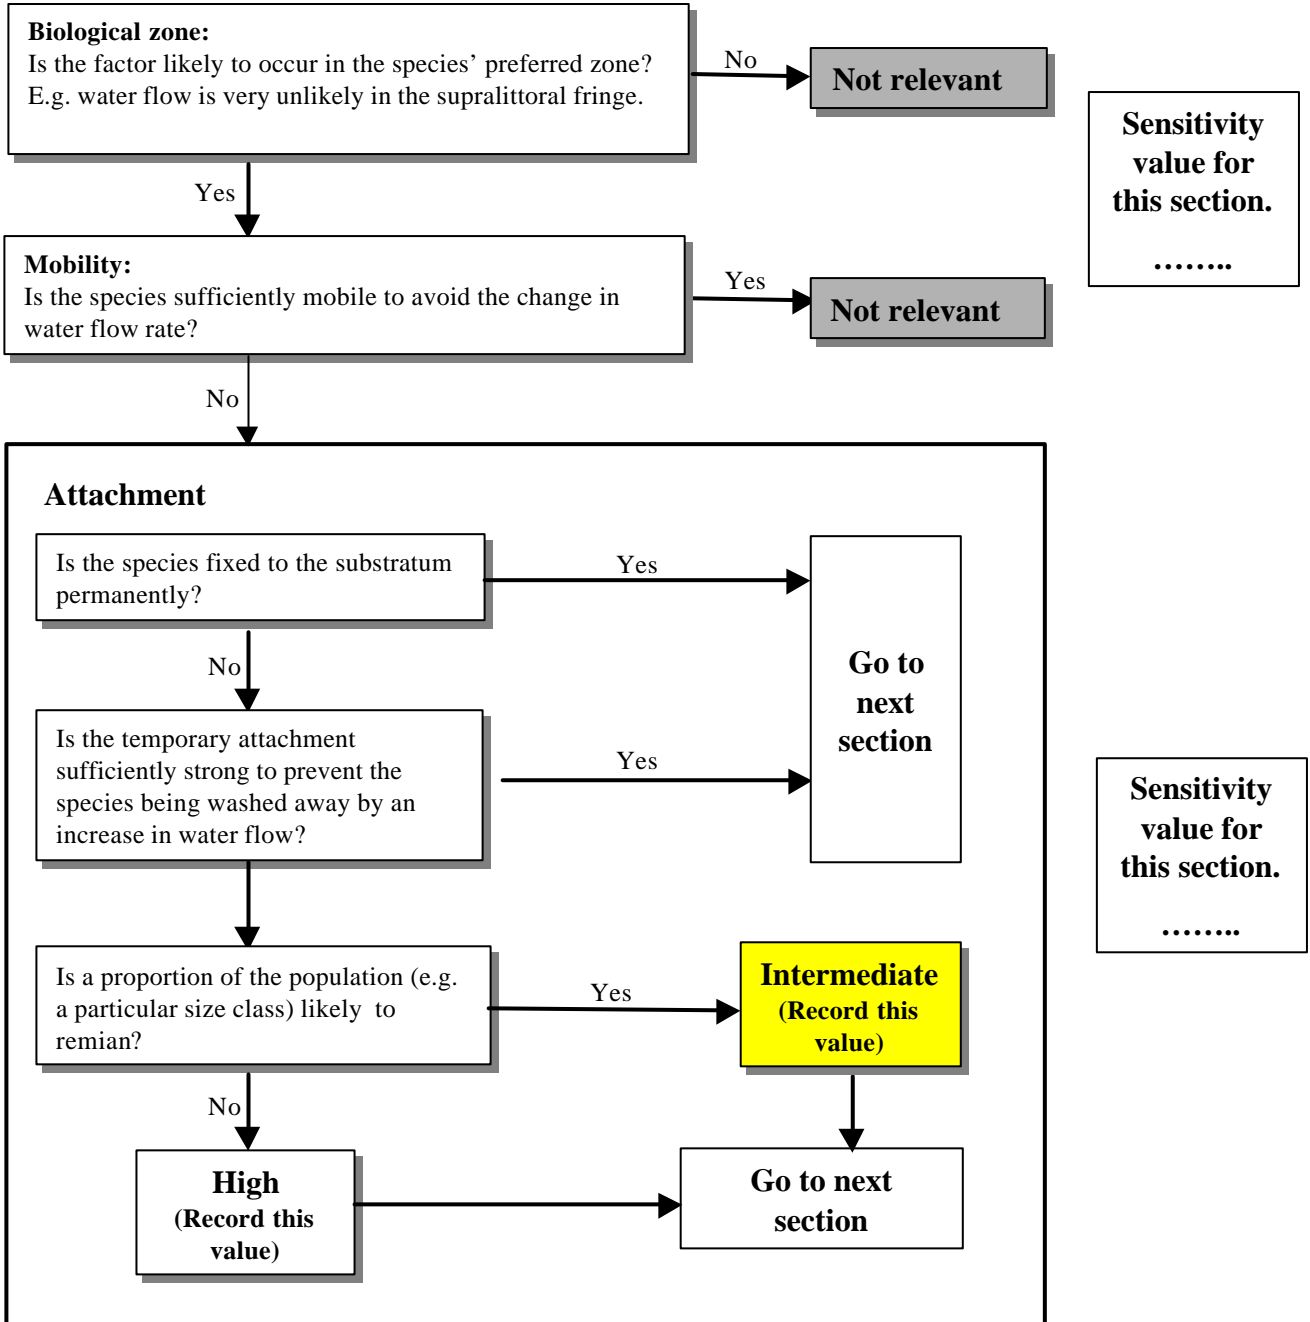 Biological zone:
Is the factor likely to occur in the species’ preferred zone?
E.g. water flow is very unlikely in the supralittoral fringe.
No
Not relevant
Sensitivity
value for
this section.
……..
Yes
Mobility:
Is the species sufficiently mobile to avoid the change in
water flow rate?
Yes
Not relevant
No
Attachment
Is the species fixed to the substratum
permanently?
Yes
Go to
next
section
No
Is the temporary attachment
sufficiently strong to prevent the
species being washed away by an
increase in water flow?
Yes
Sensitivity
value for
this section.
……..
Is a proportion of the population (e.g.
a particular size class) likely to
remian?
Yes
Intermediate
(Record this
value)
No
High
(Record this
value)
Go to next
section